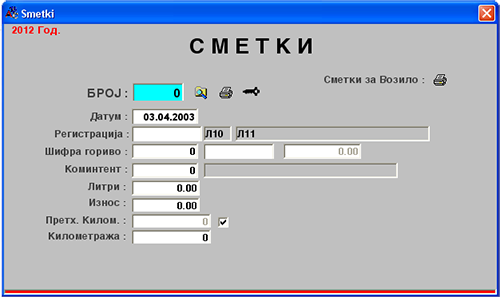 Smetki
2012 Год.
СМЕТКИ
Сметки за Возило :
БРОЈ : 0
Датум : 03.04.2003
Регистрација : Л10 Л11
Шифра гориво : 0 0.00
Коминтент : 0
Литри : 0.00
Износ : 0.00
Претх. Килом. : 0
Километража : 0